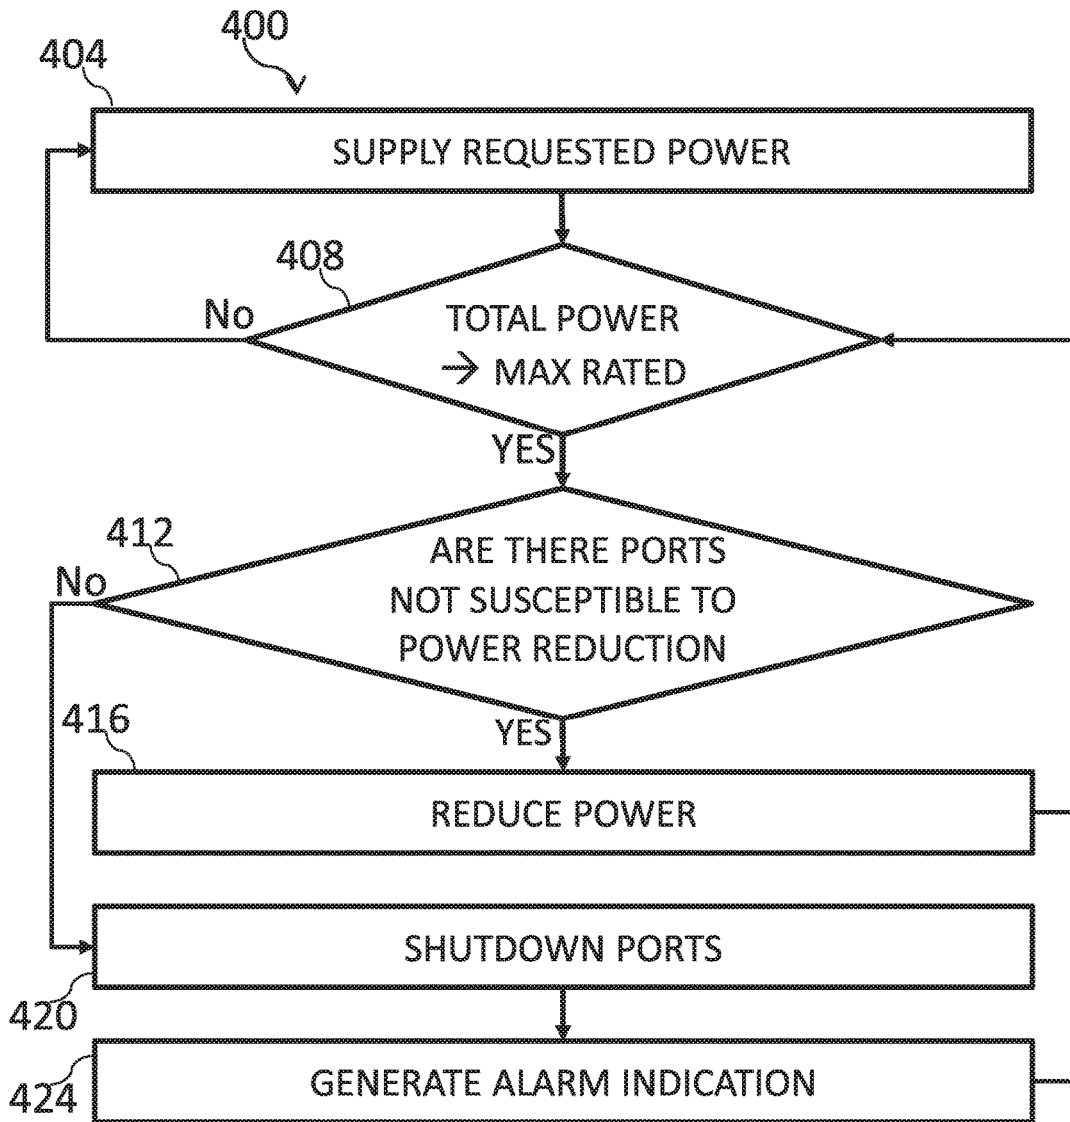 400
404
SUPPLY REQUESTED POWER
408
No
TOTAL POWER
→ MAX RATED
YES
412
No
ARE THERE PORTS
NOT SUSCEPTIBLE TO
POWER REDUCTION
YES
416
REDUCE POWER
SHUTDOWN PORTS
420
GENERATE ALARM INDICATION
424